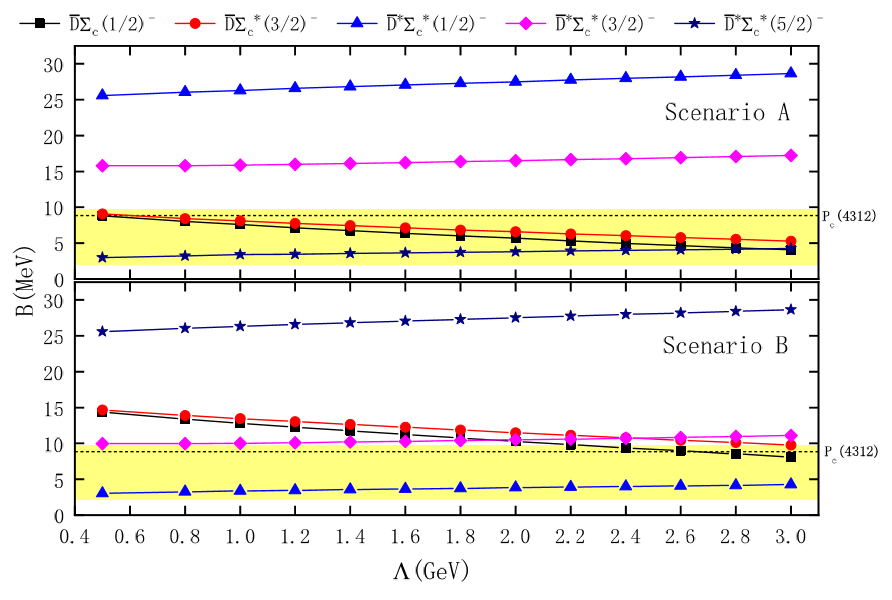 D̅Σc(1/2)⁻ D̅Σc*(3/2)⁻ D̅*Σc*(1/2)⁻ D̅*Σc*(3/2)⁻ D̅*Σc*(5/2)⁻
30
25
Scenario A
20
15
10
Pc(4312)
5
0
B(MeV)
30
25
Scenario B
20
15
10
Pc(4312)
5
0
0.4 0.6 0.8 1.0 1.2 1.4 1.6 1.8 2.0 2.2 2.4 2.6 2.8 3.0
Λ(GeV)